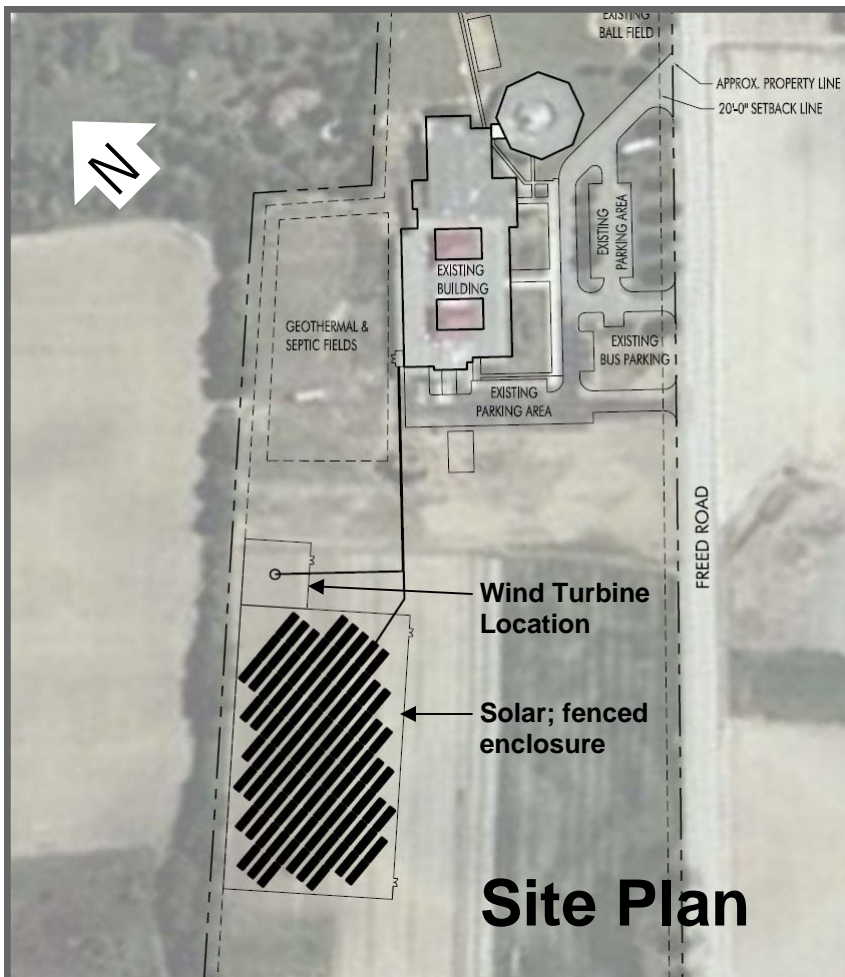 EXISTING
BALL FIELD
APPROX. PROPERTY LINE
20'-0" SETBACK LINE
N
EXISTING
PARKING AREA
EXISTING
BUILDING
GEOTHERMAL &
SEPTIC FIELDS
EXISTING
BUS PARKING
EXISTING
PARKING AREA
FREED ROAD
Wind Turbine
Location
Solar; fenced
enclosure
Site Plan